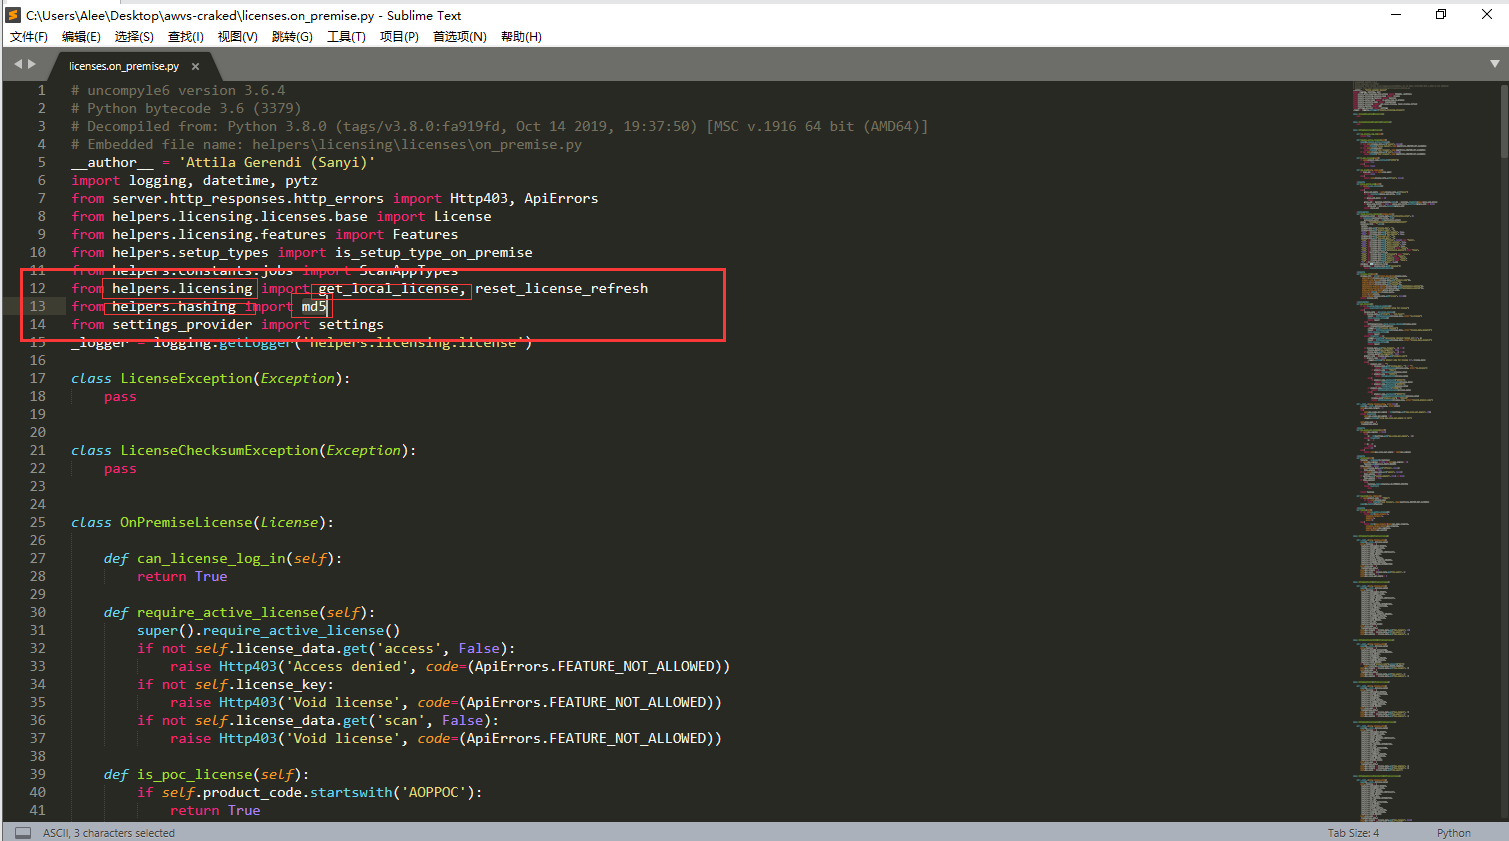 C:\Users\Alee\Desktop\awvs-craked\licenses.on_premise.py - Sublime Text
文件(F) 编辑(E) 选择(S) 查找(I) 视图(V) 跳转(G) 工具(T) 项目(P) 首选项(N) 帮助(H)
licenses.on_premise.py ×
1 # uncompyle6 version 3.6.4
2 # Python bytecode 3.6 (3379)
3 # Decompiled from: Python 3.8.0 (tags/v3.8.0:fa919fd, Oct 14 2019, 19:37:50) [MSC v.1916 64 bit (AMD64)]
4 # Embedded file name: helpers\licensing\licenses\on_premise.py
5 __author__ = 'Attila Gerendi (Sanyi)'
6 import logging, datetime, pytz
7 from server.http_responses.http_errors import Http403, ApiErrors
8 from helpers.licensing.licenses.base import License
9 from helpers.licensing.features import Features
10 from helpers.setup_types import is_setup_type_on_premise
11 from helpers.constants.jobs import ScanAppTypes
12 from helpers.licensing import get_local_license, reset_license_refresh
13 from helpers.hashing import md5
14 from settings_provider import settings
15 _logger = logging.getLogger('helpers.licensing.license')
16
17 class LicenseException(Exception):
18 pass
19
20
21 class LicenseChecksumException(Exception):
22 pass
23
24
25 class OnPremiseLicense(License):
26
27 def can_license_log_in(self):
28 return True
29
30 def require_active_license(self):
31 super().require_active_license()
32 if not self.license_data.get('access', False):
33 raise Http403('Access denied', code=(ApiErrors.FEATURE_NOT_ALLOWED))
34 if not self.license_key:
35 raise Http403('Void license', code=(ApiErrors.FEATURE_NOT_ALLOWED))
36 if not self.license_data.get('scan', False):
37 raise Http403('Void license', code=(ApiErrors.FEATURE_NOT_ALLOWED))
38
39 def is_poc_license(self):
40 if self.product_code.startswith('AOPPOC'):
41 return True
ASCII, 3 characters selected Tab Size: 4 Python